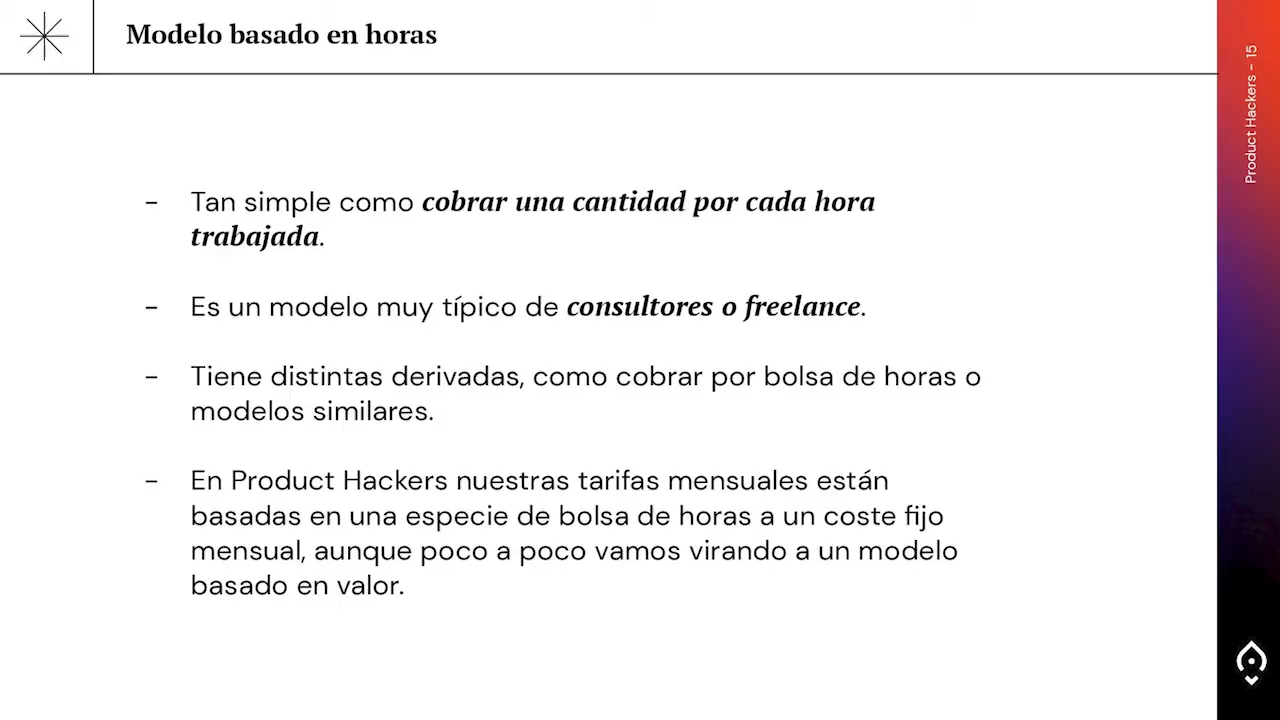 Modelo basado en horas
Product Hackers - 15
- Tan simple como cobrar una cantidad por cada hora
trabajada.
- Es un modelo muy típico de consultores o freelance.
- Tiene distintas derivadas, como cobrar por bolsa de horas o
modelos similares.
- En Product Hackers nuestras tarifas mensuales están
basadas en una especie de bolsa de horas a un coste fijo
mensual, aunque poco a poco vamos virando a un modelo
basado en valor.